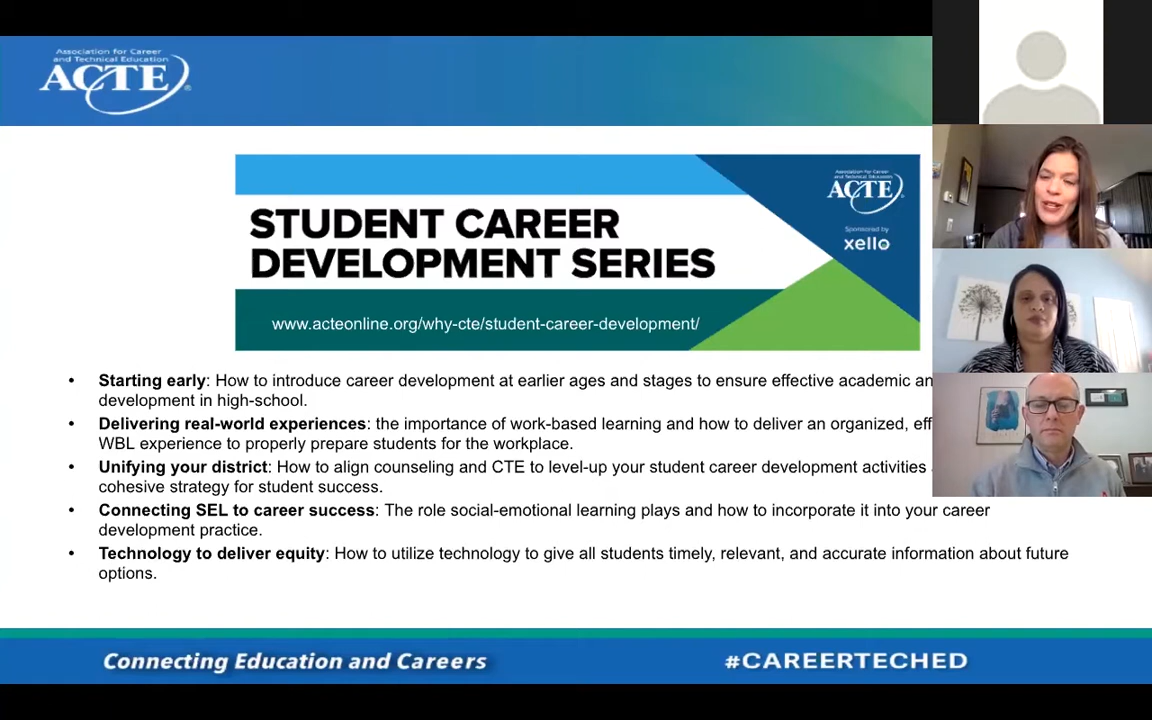 Association for Career
and Technical Education
ACTE®
Association for Career
and Technical Education
ACTE®
Sponsored by
xello
STUDENT CAREER
DEVELOPMENT SERIES
www.acteonline.org/why-cte/student-career-development/
• Starting early: How to introduce career development at earlier ages and stages to ensure effective academic an
development in high-school.
• Delivering real-world experiences: the importance of work-based learning and how to deliver an organized, eff
WBL experience to properly prepare students for the workplace.
• Unifying your district: How to align counseling and CTE to level-up your student career development activities
cohesive strategy for student success.
• Connecting SEL to career success: The role social-emotional learning plays and how to incorporate it into your career
development practice.
• Technology to deliver equity: How to utilize technology to give all students timely, relevant, and accurate information about future
options.
Connecting Education and Careers
#CAREERTECHED